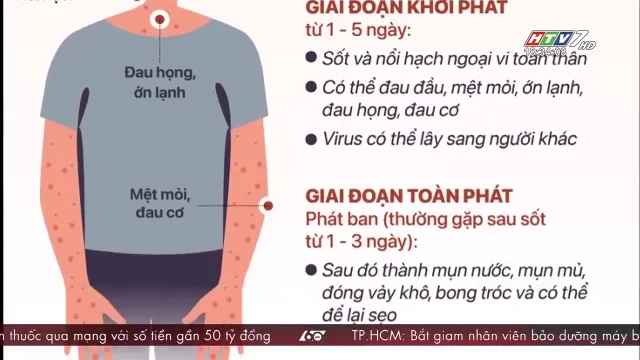 GIAI ĐOẠN KHỞI PHÁT
từ 1 - 5 ngày:
Sốt và nổi hạch ngoại vi toàn thân
Có thể đau đầu, mệt mỏi, ớn lạnh,
đau họng, đau cơ
Virus có thể lây sang người khác
HTV7 HD
Đau họng,
ớn lạnh
Mệt mỏi,
đau cơ
GIAI ĐOẠN TOÀN PHÁT
Phát ban (thường gặp sau sốt
từ 1 - 3 ngày):
Sau đó thành mụn nước, mụn mủ,
đóng vảy khô, bong tróc và có thể
để lại sẹo
thuốc qua mạng với số tiền gần 50 tỷ đồng
TP.HCM: Bắt giam nhân viên bảo dưỡng máy b